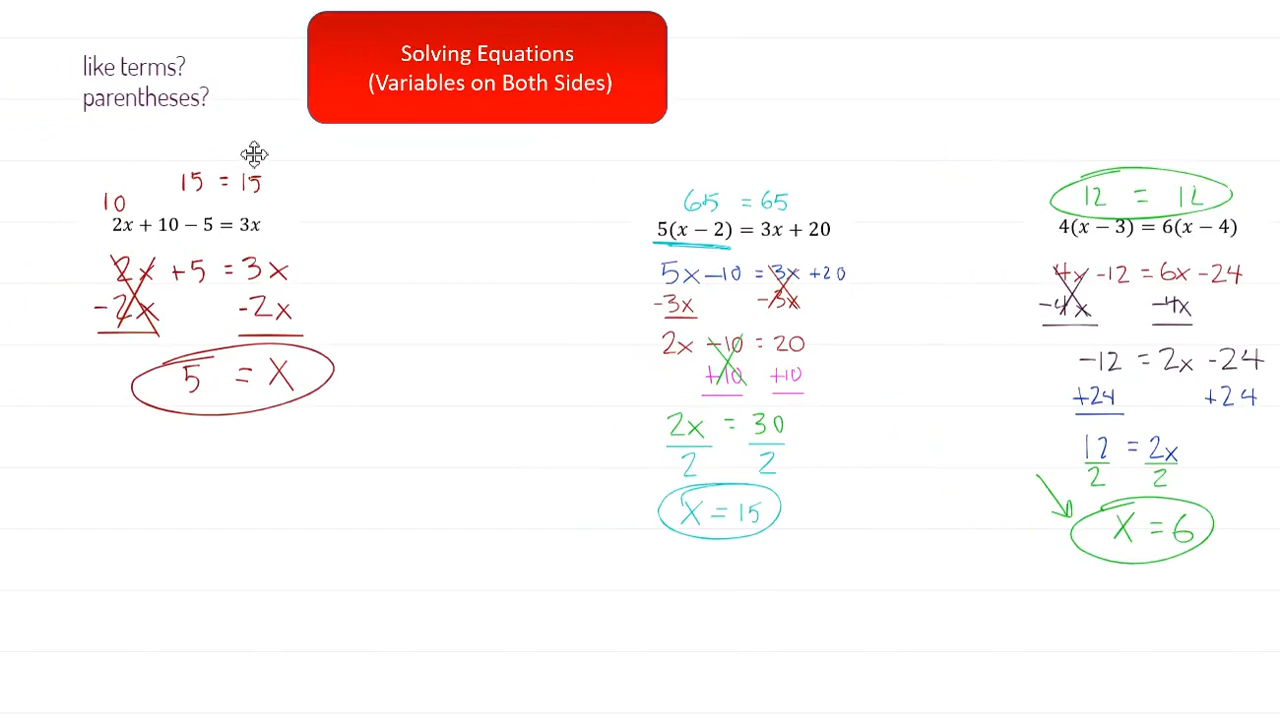 Solving Equations
(Variables on Both Sides)
like terms?
parentheses?
15 = 15
10
2x + 10 − 5 = 3x
2x + 5 = 3x
-2x -2x
5 = x
65 = 65
5(x − 2) = 3x + 20
5x -10 = 3x +20
-3x -3x
2x -10 = 20
+10 +10
2x = 30
2 2
x = 15
12 = 12
4(x − 3) = 6(x − 4)
4x -12 = 6x -24
-4x -4x
-12 = 2x -24
+24 +24
12 = 2x
2 2
x = 6